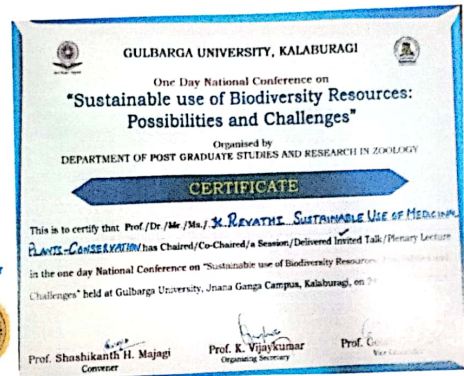 GULBARGA UNIVERSITY, KALABURAGI
One Day National Conference on
"Sustainable use of Biodiversity Resources:
Possibilities and Challenges"
Organised by
DEPARTMENT OF POST GRADUATE STUDIES AND RESEARCH IN ZOOLOGY
CERTIFICATE
This is to certify that Prof/Dr./Mr./Ms./ K. REVATHI SUSTAINABLE USE OF MEDICINAL
PLANTS-CONSERVATION has Chaired/Co-Chaired/a Session/Delivered Invited Talk/Plenary Lecture
in the one day National Conference on "Sustainable use of Biodiversity Resources: Possibilities and
Challenges" held at Gulbarga University, Jnana Ganga Campus, Kalaburagi, on
Prof. Shashikanth H. Majagi
Convener
Prof. K. Vijaykumar
Organising Secretary
Prof.